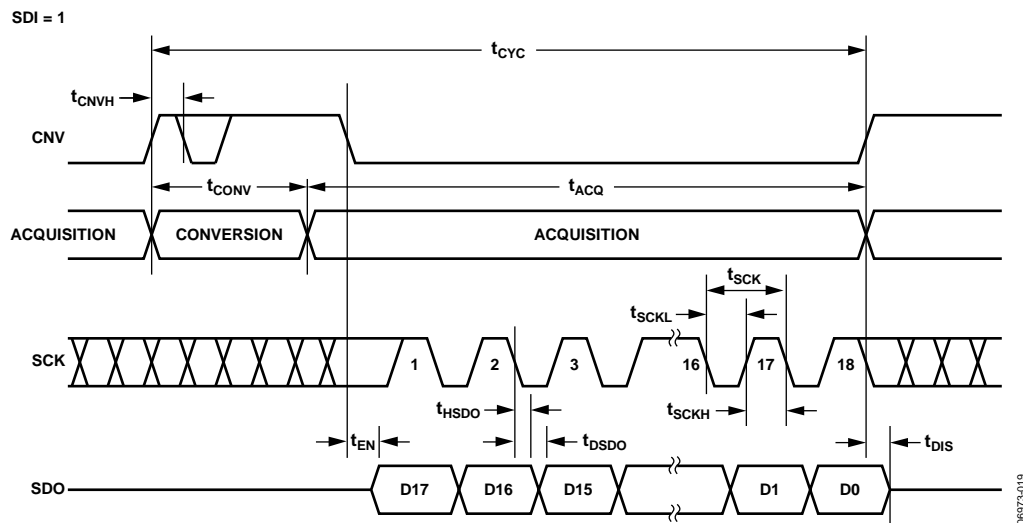 SDI = 1
tCYC
tCNVH
CNV
tCONV
tACQ
ACQUISITION
CONVERSION
ACQUISITION
tSCK
tSCKL
SCK
1
2
3
16
17
18
tHSDO
tSCKH
tEN
tDSDO
tDIS
SDO
D17
D16
D15
D1
D0
06973-019